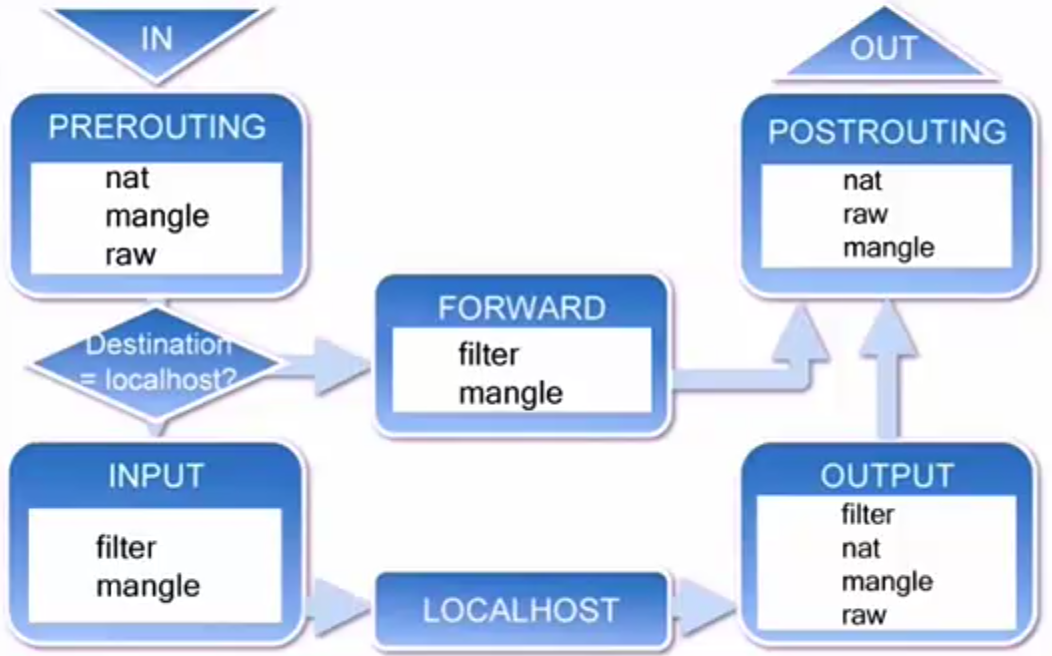 IN
PREROUTING
nat
mangle
raw
Destination
= localhost?
FORWARD
filter
mangle
INPUT
filter
mangle
LOCALHOST
OUTPUT
filter
nat
mangle
raw
POSTROUTING
nat
raw
mangle
OUT